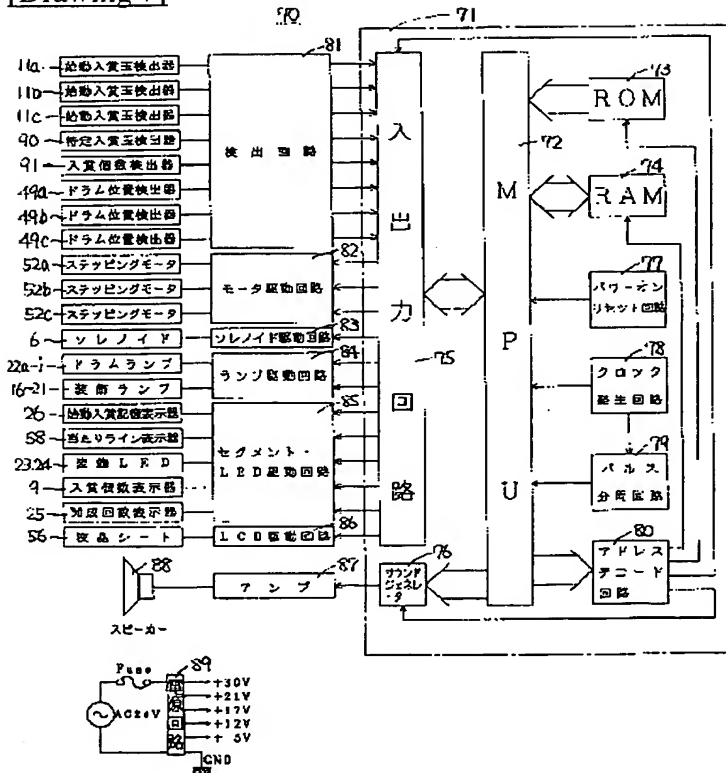 [Drawing 7]
70
71
81
11a 始動入賞玉検出器
11b 始動入賞玉検出器
11c 始動入賞玉検出器
90 特定入賞玉検出器
91 入賞個数検出器
49a ドラム位置検出器
49b ドラム位置検出器
49c ドラム位置検出器
検出回路
82
52a ステッピングモータ
52b ステッピングモータ
52c ステッピングモータ
モータ駆動回路
83
6 ソレノイド
ソレノイド駆動回路
84
22a-i ドラムランプ
16-21 装飾ランプ
ランプ駆動回路
85
26 始動入賞記憶表示器
58 当たりライン表示器
23,24 LED
9 入賞個数表示器
25 開成回数表示器
セグメント・
LED駆動回路
86
56 液晶シート
LCD駆動回路
88
スピーカー
87
アンプ
76
サウンド
ジェネレ
ータ
入出力回路
75
72
MPU
73
ROM
74
RAM
77
パワーオン
リセット回路
78
クロック
発生回路
79
パルス
分周回路
80
アドレス
デコード
回路
Fuse
AC24V
89
電源回路
+30V
+21V
+17V
+12V
+5V
GND